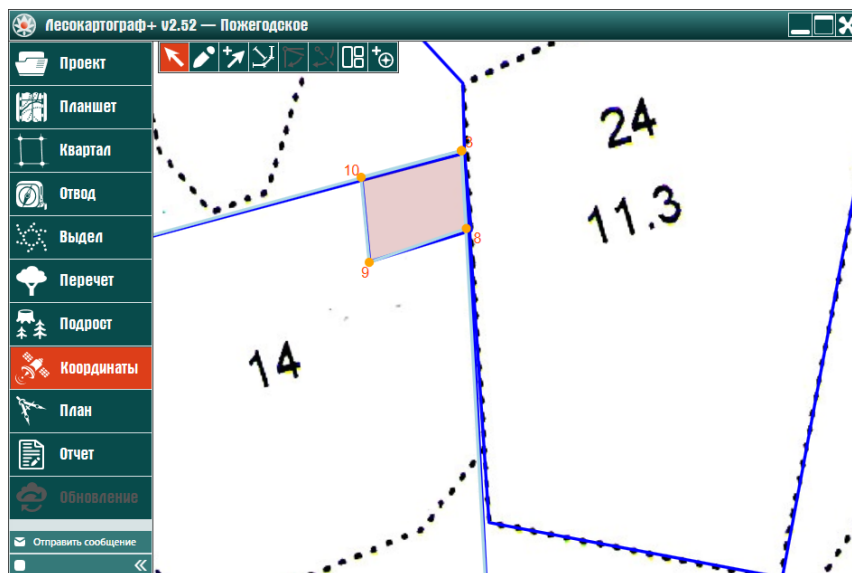 Лесокартограф+ v2.52 — Пожегодское
Проект
Планшет
Квартал
Отвод
Выдел
Перечет
Подрост
Координаты
План
Отчет
Обновление
Отправить сообщение
24
11.3
3
10
8
9
14